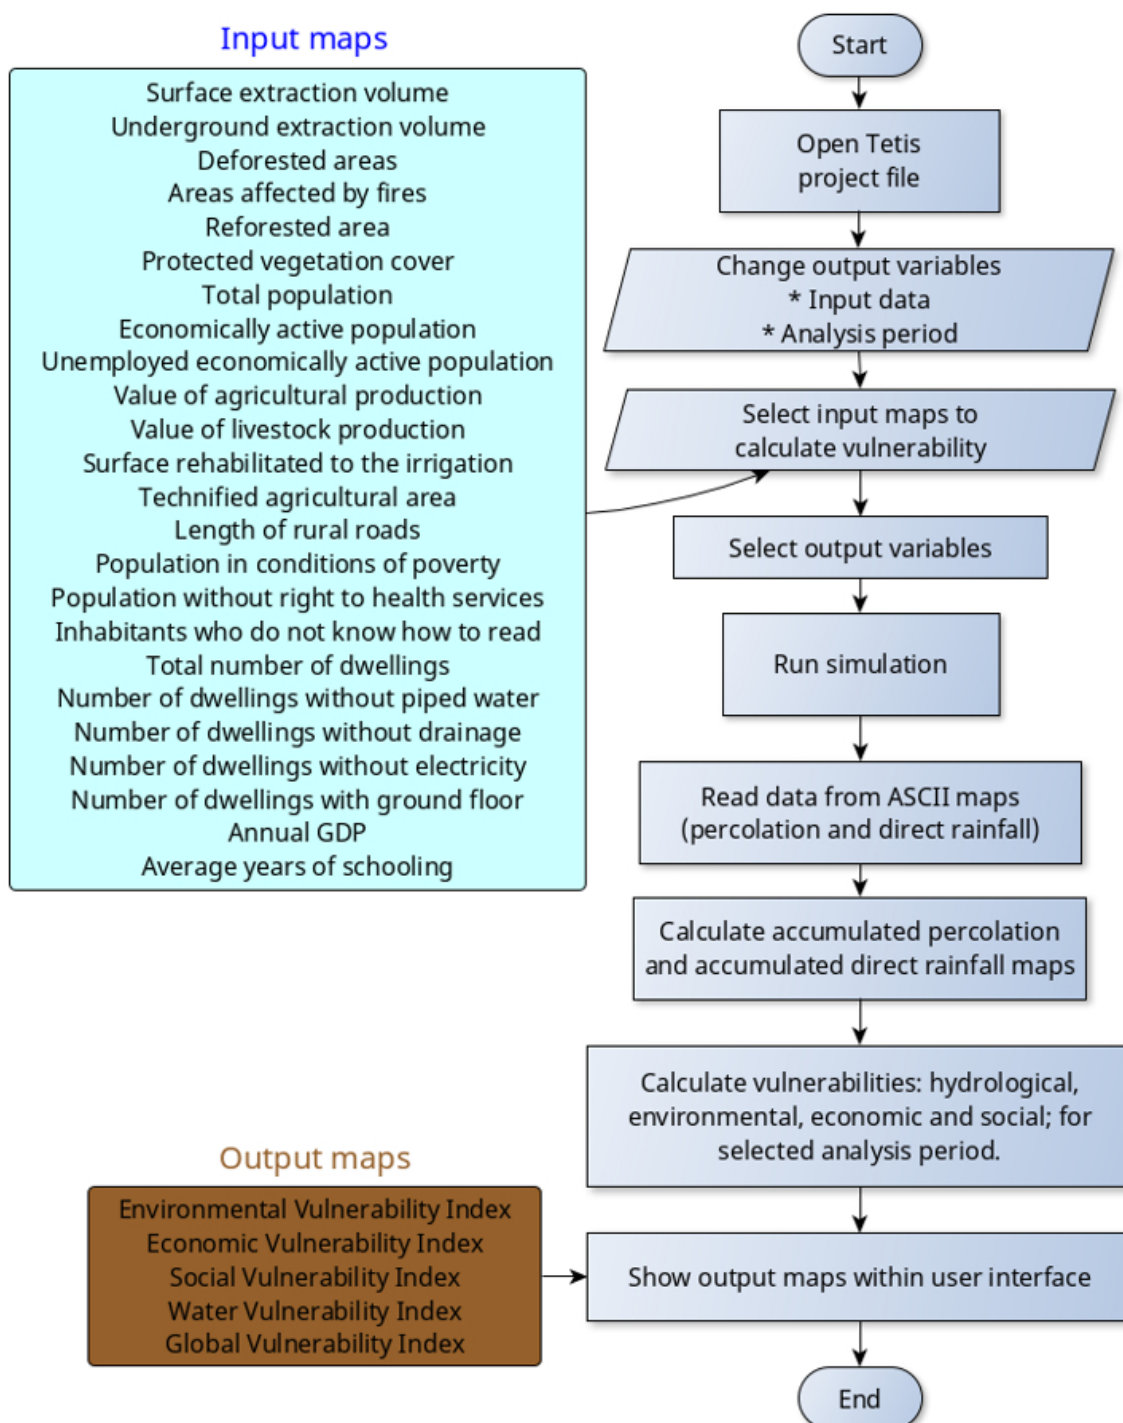 Input maps
Surface extraction volume
Underground extraction volume
Deforested areas
Areas affected by fires
Reforested area
Protected vegetation cover
Total population
Economically active population
Unemployed economically active population
Value of agricultural production
Value of livestock production
Surface rehabilitated to the irrigation
Technified agricultural area
Length of rural roads
Population in conditions of poverty
Population without right to health services
Inhabitants who do not know how to read
Total number of dwellings
Number of dwellings without piped water
Number of dwellings without drainage
Number of dwellings without electricity
Number of dwellings with ground floor
Annual GDP
Average years of schooling
Start
Open Tetis
project file
Change output variables
* Input data
* Analysis period
Select input maps to
calculate vulnerability
Select output variables
Run simulation
Read data from ASCII maps
(percolation and direct rainfall)
Calculate accumulated percolation
and accumulated direct rainfall maps
Calculate vulnerabilities: hydrological,
environmental, economic and social; for
selected analysis period.
Output maps
Environmental Vulnerability Index
Economic Vulnerability Index
Social Vulnerability Index
Water Vulnerability Index
Global Vulnerability Index
Show output maps within user interface
End